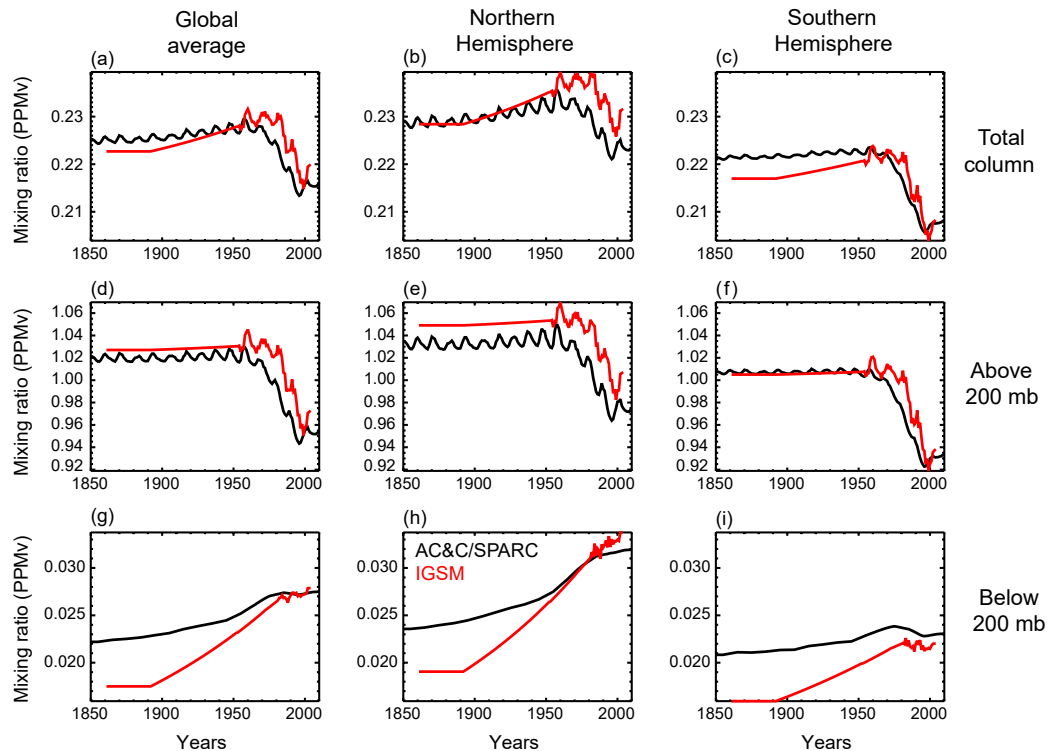 Global
average
Northern
Hemisphere
Southern
Hemisphere
(a)
(b)
(c)
Mixing ratio (PPMv)
0.23
0.22
0.21
1850 1900 1950 2000
0.23
0.22
0.21
1850 1900 1950 2000
0.23
0.22
0.21
1850 1900 1950 2000
Total
column
(d)
(e)
(f)
Mixing ratio (PPMv)
1.06
1.04
1.02
1.00
0.98
0.96
0.94
0.92
1850 1900 1950 2000
1.06
1.04
1.02
1.00
0.98
0.96
0.94
0.92
1850 1900 1950 2000
1.06
1.04
1.02
1.00
0.98
0.96
0.94
0.92
1850 1900 1950 2000
Above
200 mb
(g)
(h)
(i)
Mixing ratio (PPMv)
0.030
0.025
0.020
1850 1900 1950 2000
AC&C/SPARC
IGSM
0.030
0.025
0.020
1850 1900 1950 2000
0.030
0.025
0.020
1850 1900 1950 2000
Below
200 mb
Years
Years
Years